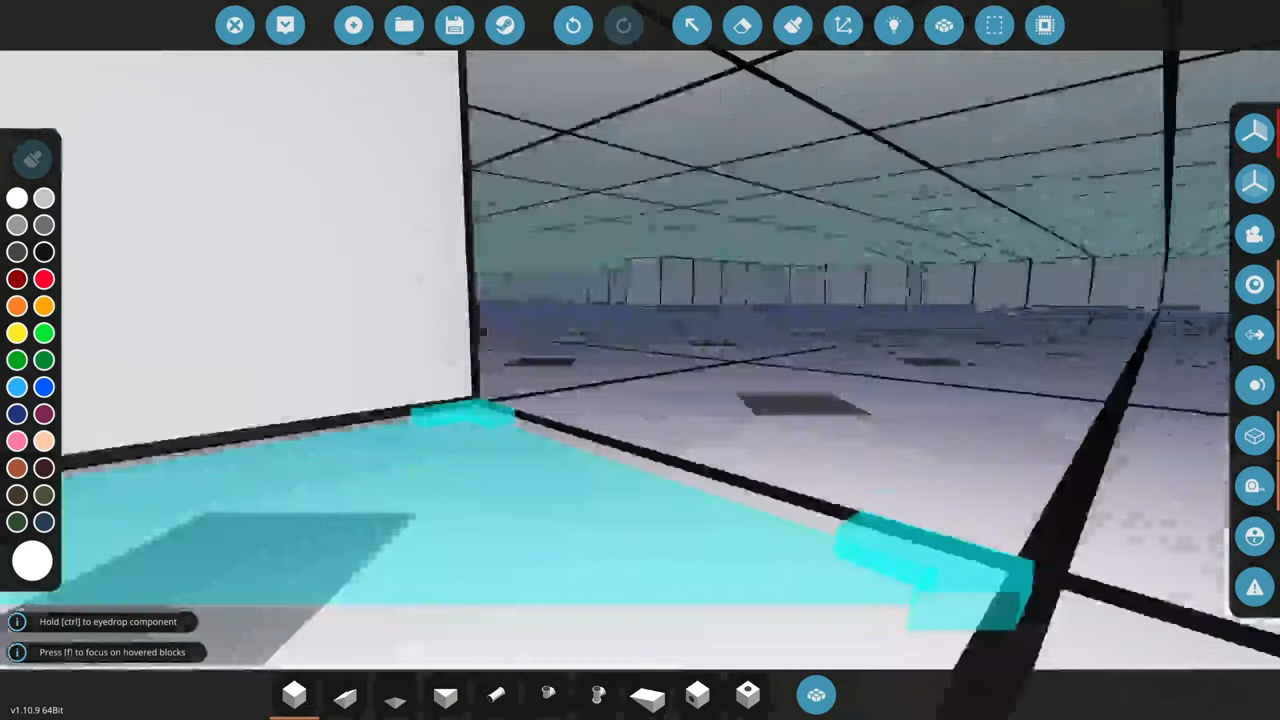 Hold [ctrl] to eyedrop component
Press [f] to focus on hovered blocks
v1.10.9 64Bit